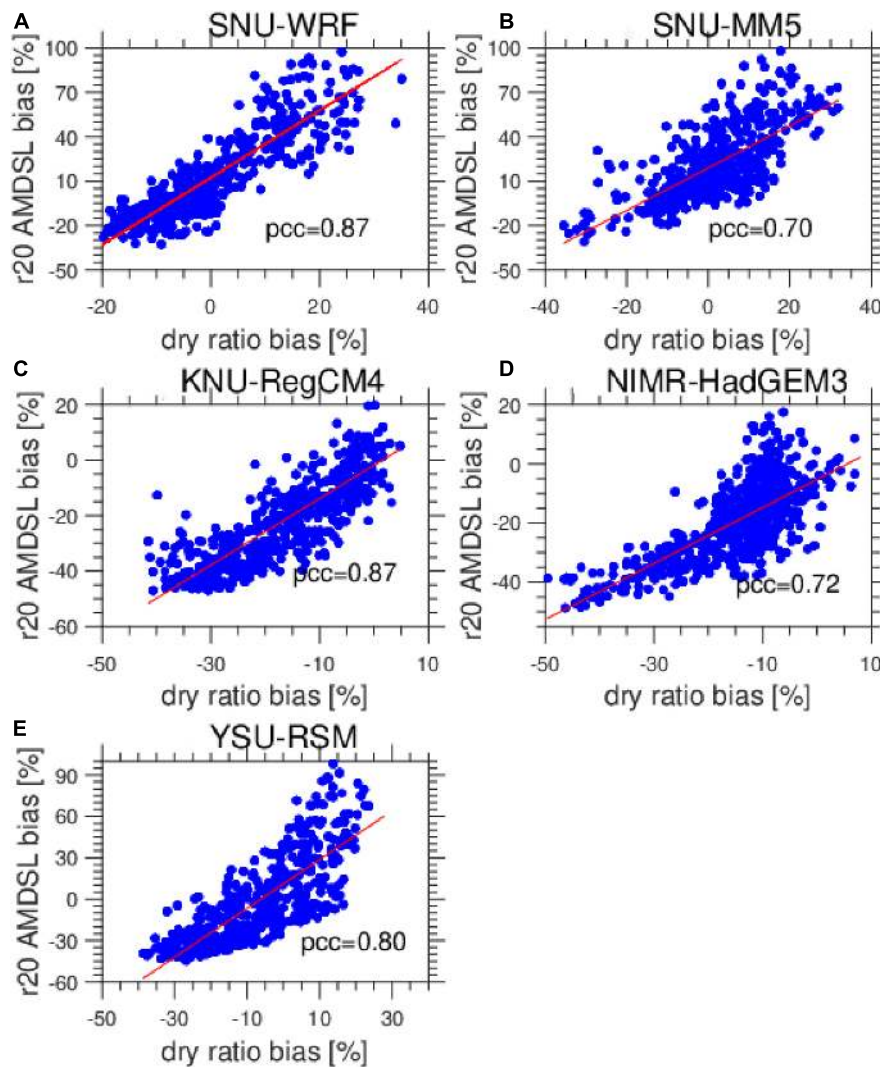 A
SNU-WRF
r20 AMDSL bias [%]
100
70
40
10
-20
-50
pcc=0.87
-20 0 20 40
dry ratio bias [%]
B
SNU-MM5
r20 AMDSL bias [%]
100
70
40
10
-20
-50
pcc=0.70
-40 -20 0 20 40
dry ratio bias [%]
C
KNU-RegCM4
r20 AMDSL bias [%]
20
0
-20
-40
-60
pcc=0.87
-50 -30 -10 10
dry ratio bias [%]
D
NIMR-HadGEM3
r20 AMDSL bias [%]
20
0
-20
-40
pcc=0.72
-50 -30 -10 10
dry ratio bias [%]
E
YSU-RSM
r20 AMDSL bias [%]
90
60
30
0
-30
-60
pcc=0.80
-50 -30 -10 10 30
dry ratio bias [%]